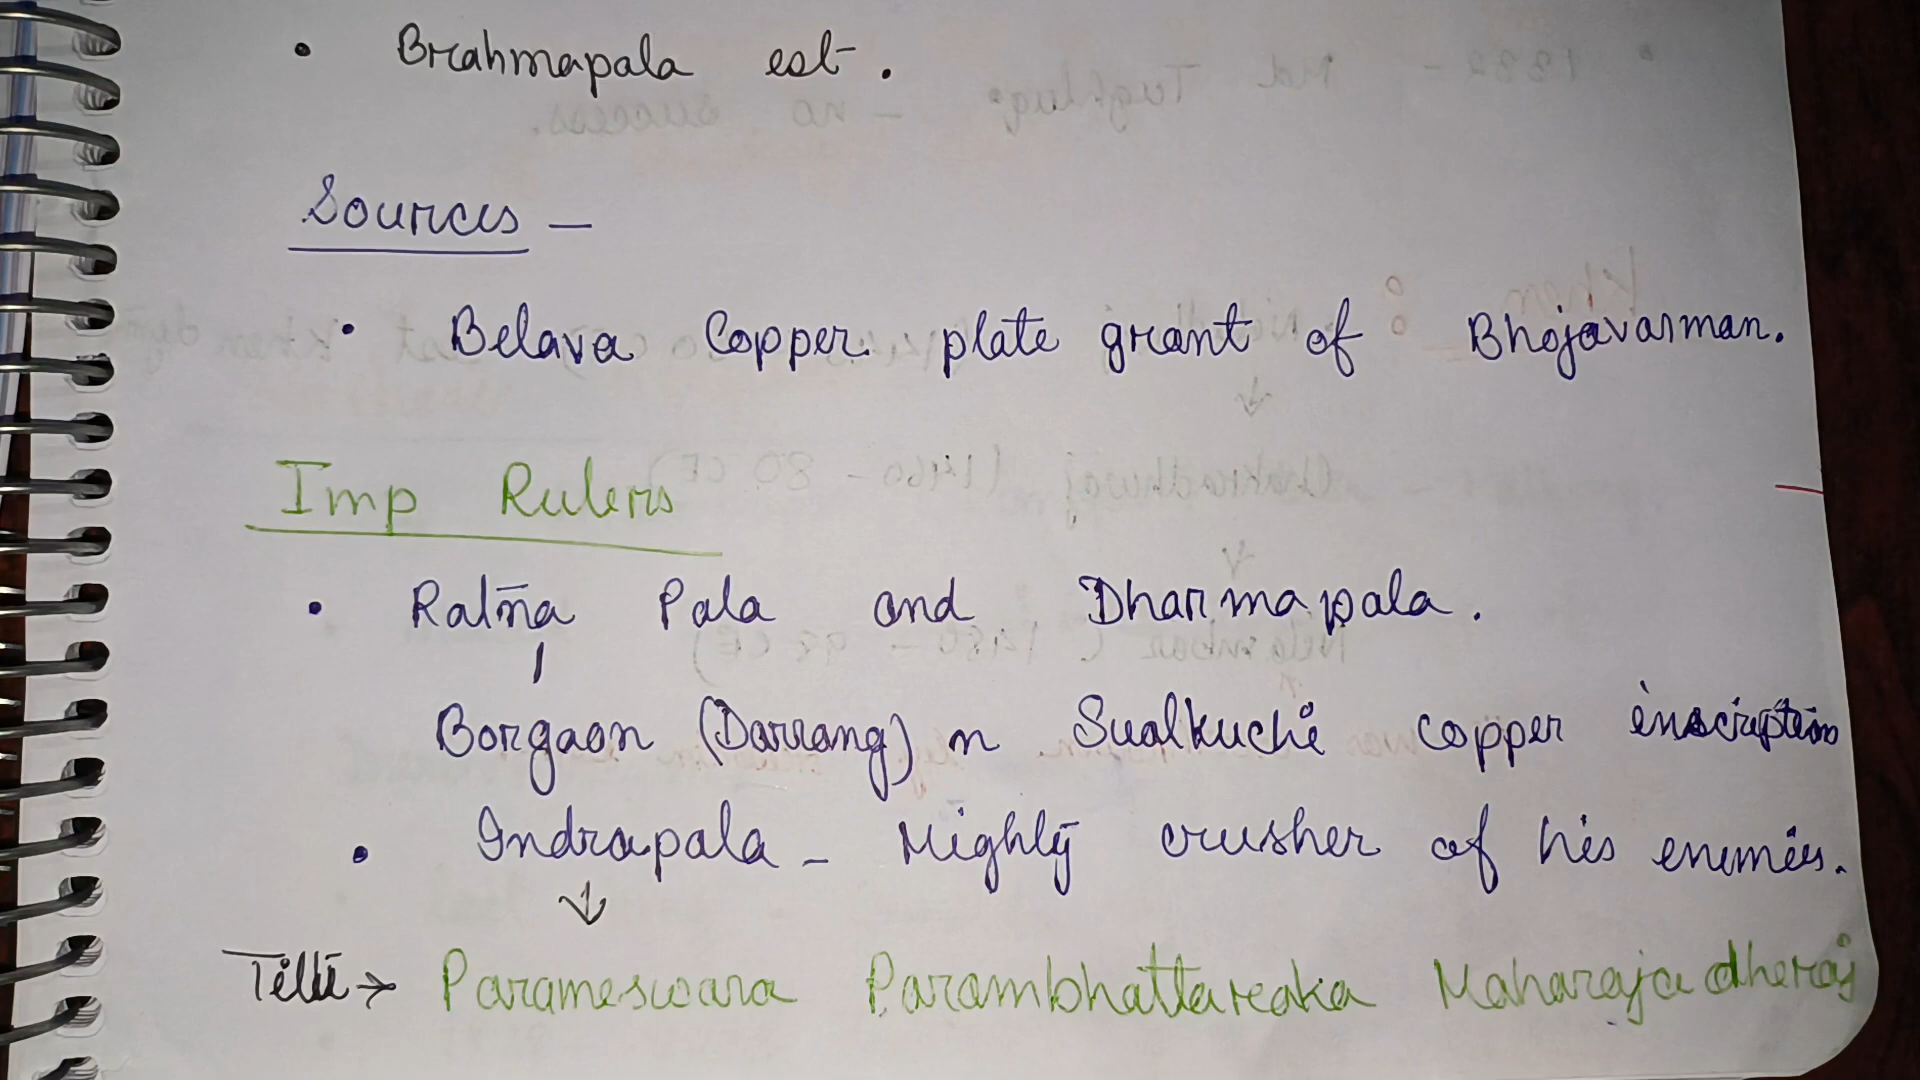 • Brahmapala est.
Sources –
• Belava Copper plate grant of Bhojavarman.
Imp Rulers
• Ratna Pala and Dharmapala.
Borgaon (Darrang) n Sualkuchi copper inscription
• Indrapala – Mighty crusher of his enemies.
↓
Title → Parameswara Parambhattaraka Maharajadheraj